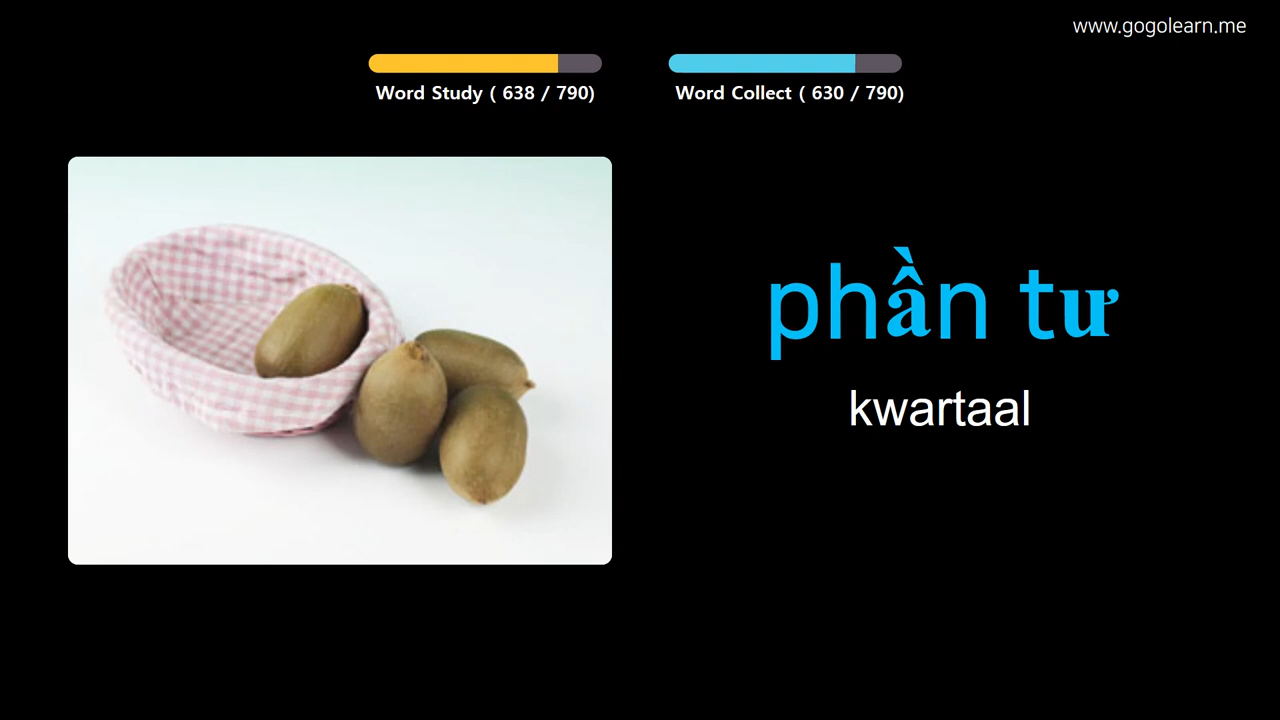 www.gogolearn.me
Word Study ( 638 / 790)
Word Collect ( 630 / 790)
phần tư
kwartaal